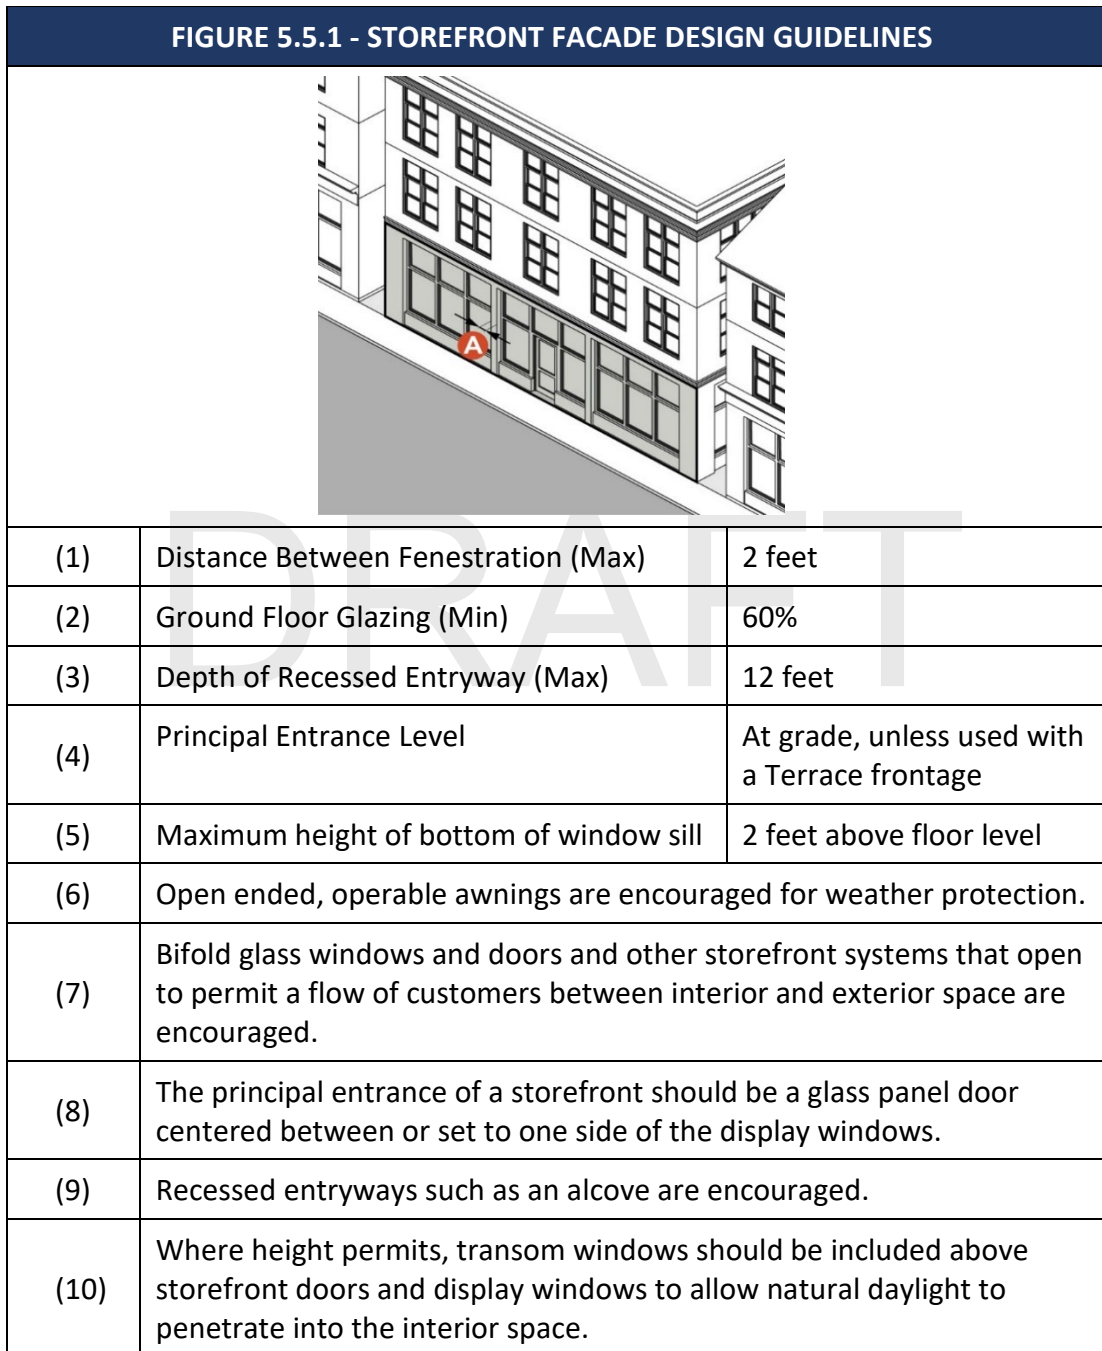 FIGURE 5.5.1 - STOREFRONT FACADE DESIGN GUIDELINES
A
DRAFT
(1) Distance Between Fenestration (Max) 2 feet
(2) Ground Floor Glazing (Min) 60%
(3) Depth of Recessed Entryway (Max) 12 feet
(4) Principal Entrance Level At grade, unless used with
a Terrace frontage
(5) Maximum height of bottom of window sill 2 feet above floor level
(6) Open ended, operable awnings are encouraged for weather protection.
(7) Bifold glass windows and doors and other storefront systems that open
to permit a flow of customers between interior and exterior space are
encouraged.
(8) The principal entrance of a storefront should be a glass panel door
centered between or set to one side of the display windows.
(9) Recessed entryways such as an alcove are encouraged.
(10) Where height permits, transom windows should be included above
storefront doors and display windows to allow natural daylight to
penetrate into the interior space.